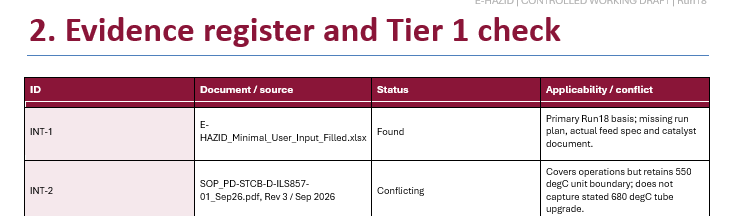 E-HAZID | CONTROLLED WORKING DRAFT | Run18
2. Evidence register and Tier 1 check
ID Document / source Status Applicability / conflict
INT-1
E-
HAZID_Minimal_User_Input_Filled.xlsx
Found
Primary Run18 basis; missing run
plan, actual feed spec and catalyst
document.
INT-2
SOP_PD-STCB-D-ILS857-
01_Sep26.pdf, Rev 3 / Sep 2026
Conflicting
Covers operations but retains 550
degC unit boundary; does not
capture stated 680 degC tube
upgrade.